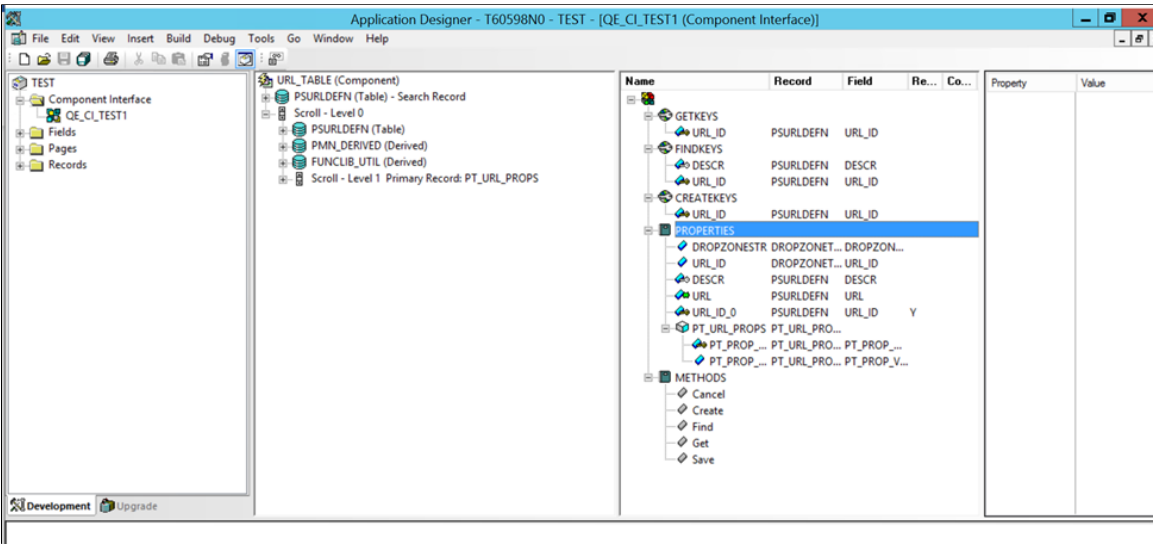 Application Designer - T60598N0 - TEST - [QE_CI_TEST1 (Component Interface)]
File Edit View Insert Build Debug Tools Go Window Help
TEST
Component Interface
QE_CI_TEST1
Fields
Pages
Records
Development Upgrade
URL_TABLE (Component)
PSURLDEFN (Table) - Search Record
Scroll - Level 0
PSURLDEFN (Table)
PMN_DERIVED (Derived)
FUNCLIB_UTIL (Derived)
Scroll - Level 1 Primary Record: PT_URL_PROPS
Name Record Field Re... Co...
GETKEYS
URL_ID PSURLDEFN URL_ID
FINDKEYS
DESCR PSURLDEFN DESCR
URL_ID PSURLDEFN URL_ID
CREATEKEYS
URL_ID PSURLDEFN URL_ID
PROPERTIES
DROPZONESTR DROPZONET... DROPZON...
URL_ID DROPZONET... URL_ID
DESCR PSURLDEFN DESCR
URL PSURLDEFN URL
URL_ID_0 PSURLDEFN URL_ID Y
PT_URL_PROPS PT_URL_PRO...
PT_PROP_... PT_URL_PRO... PT_PROP_...
PT_PROP_... PT_URL_PRO... PT_PROP_V...
METHODS
Cancel
Create
Find
Get
Save
Property Value